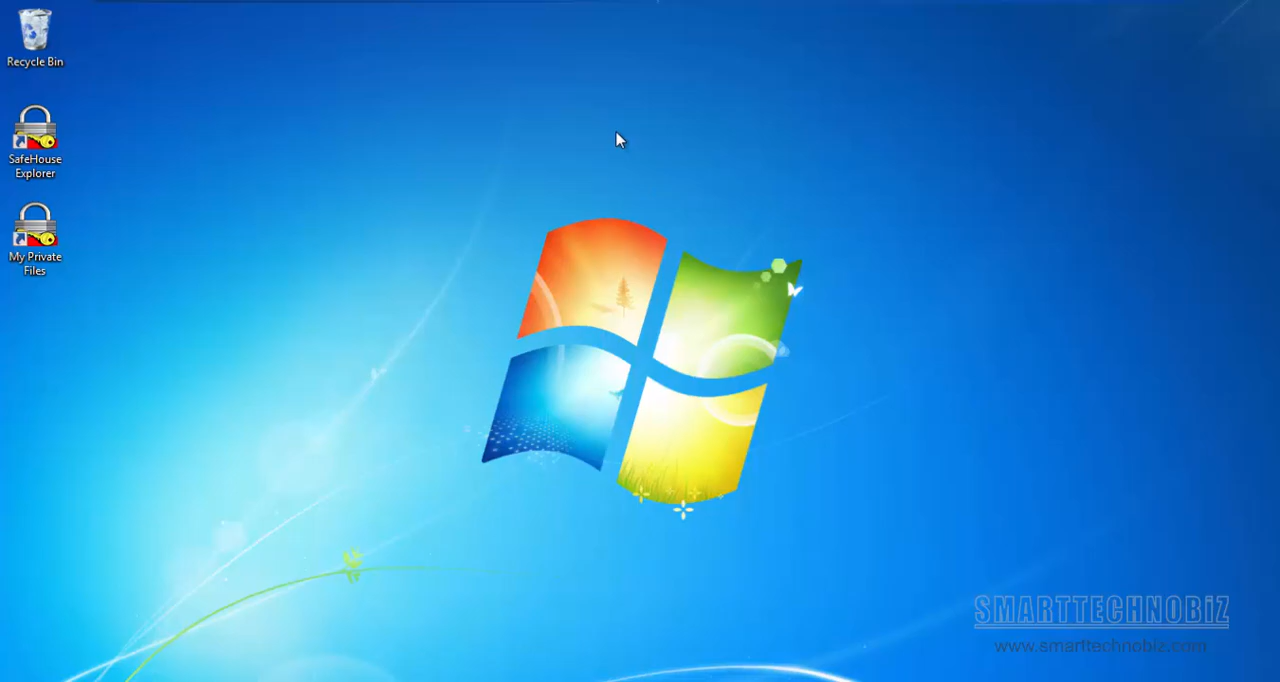 Recycle Bin
SafeHouse
Explorer
My Private
Files
SMARTTECHNOBiZ
www.smarttechnobiz.com